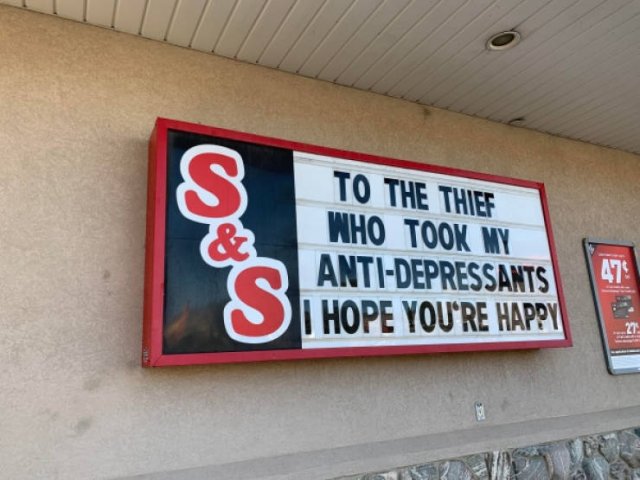 S&S
TO THE THIEF
WHO TOOK MY
ANTI-DEPRESSANTS
I HOPE YOU'RE HAPPY
47¢
27¢